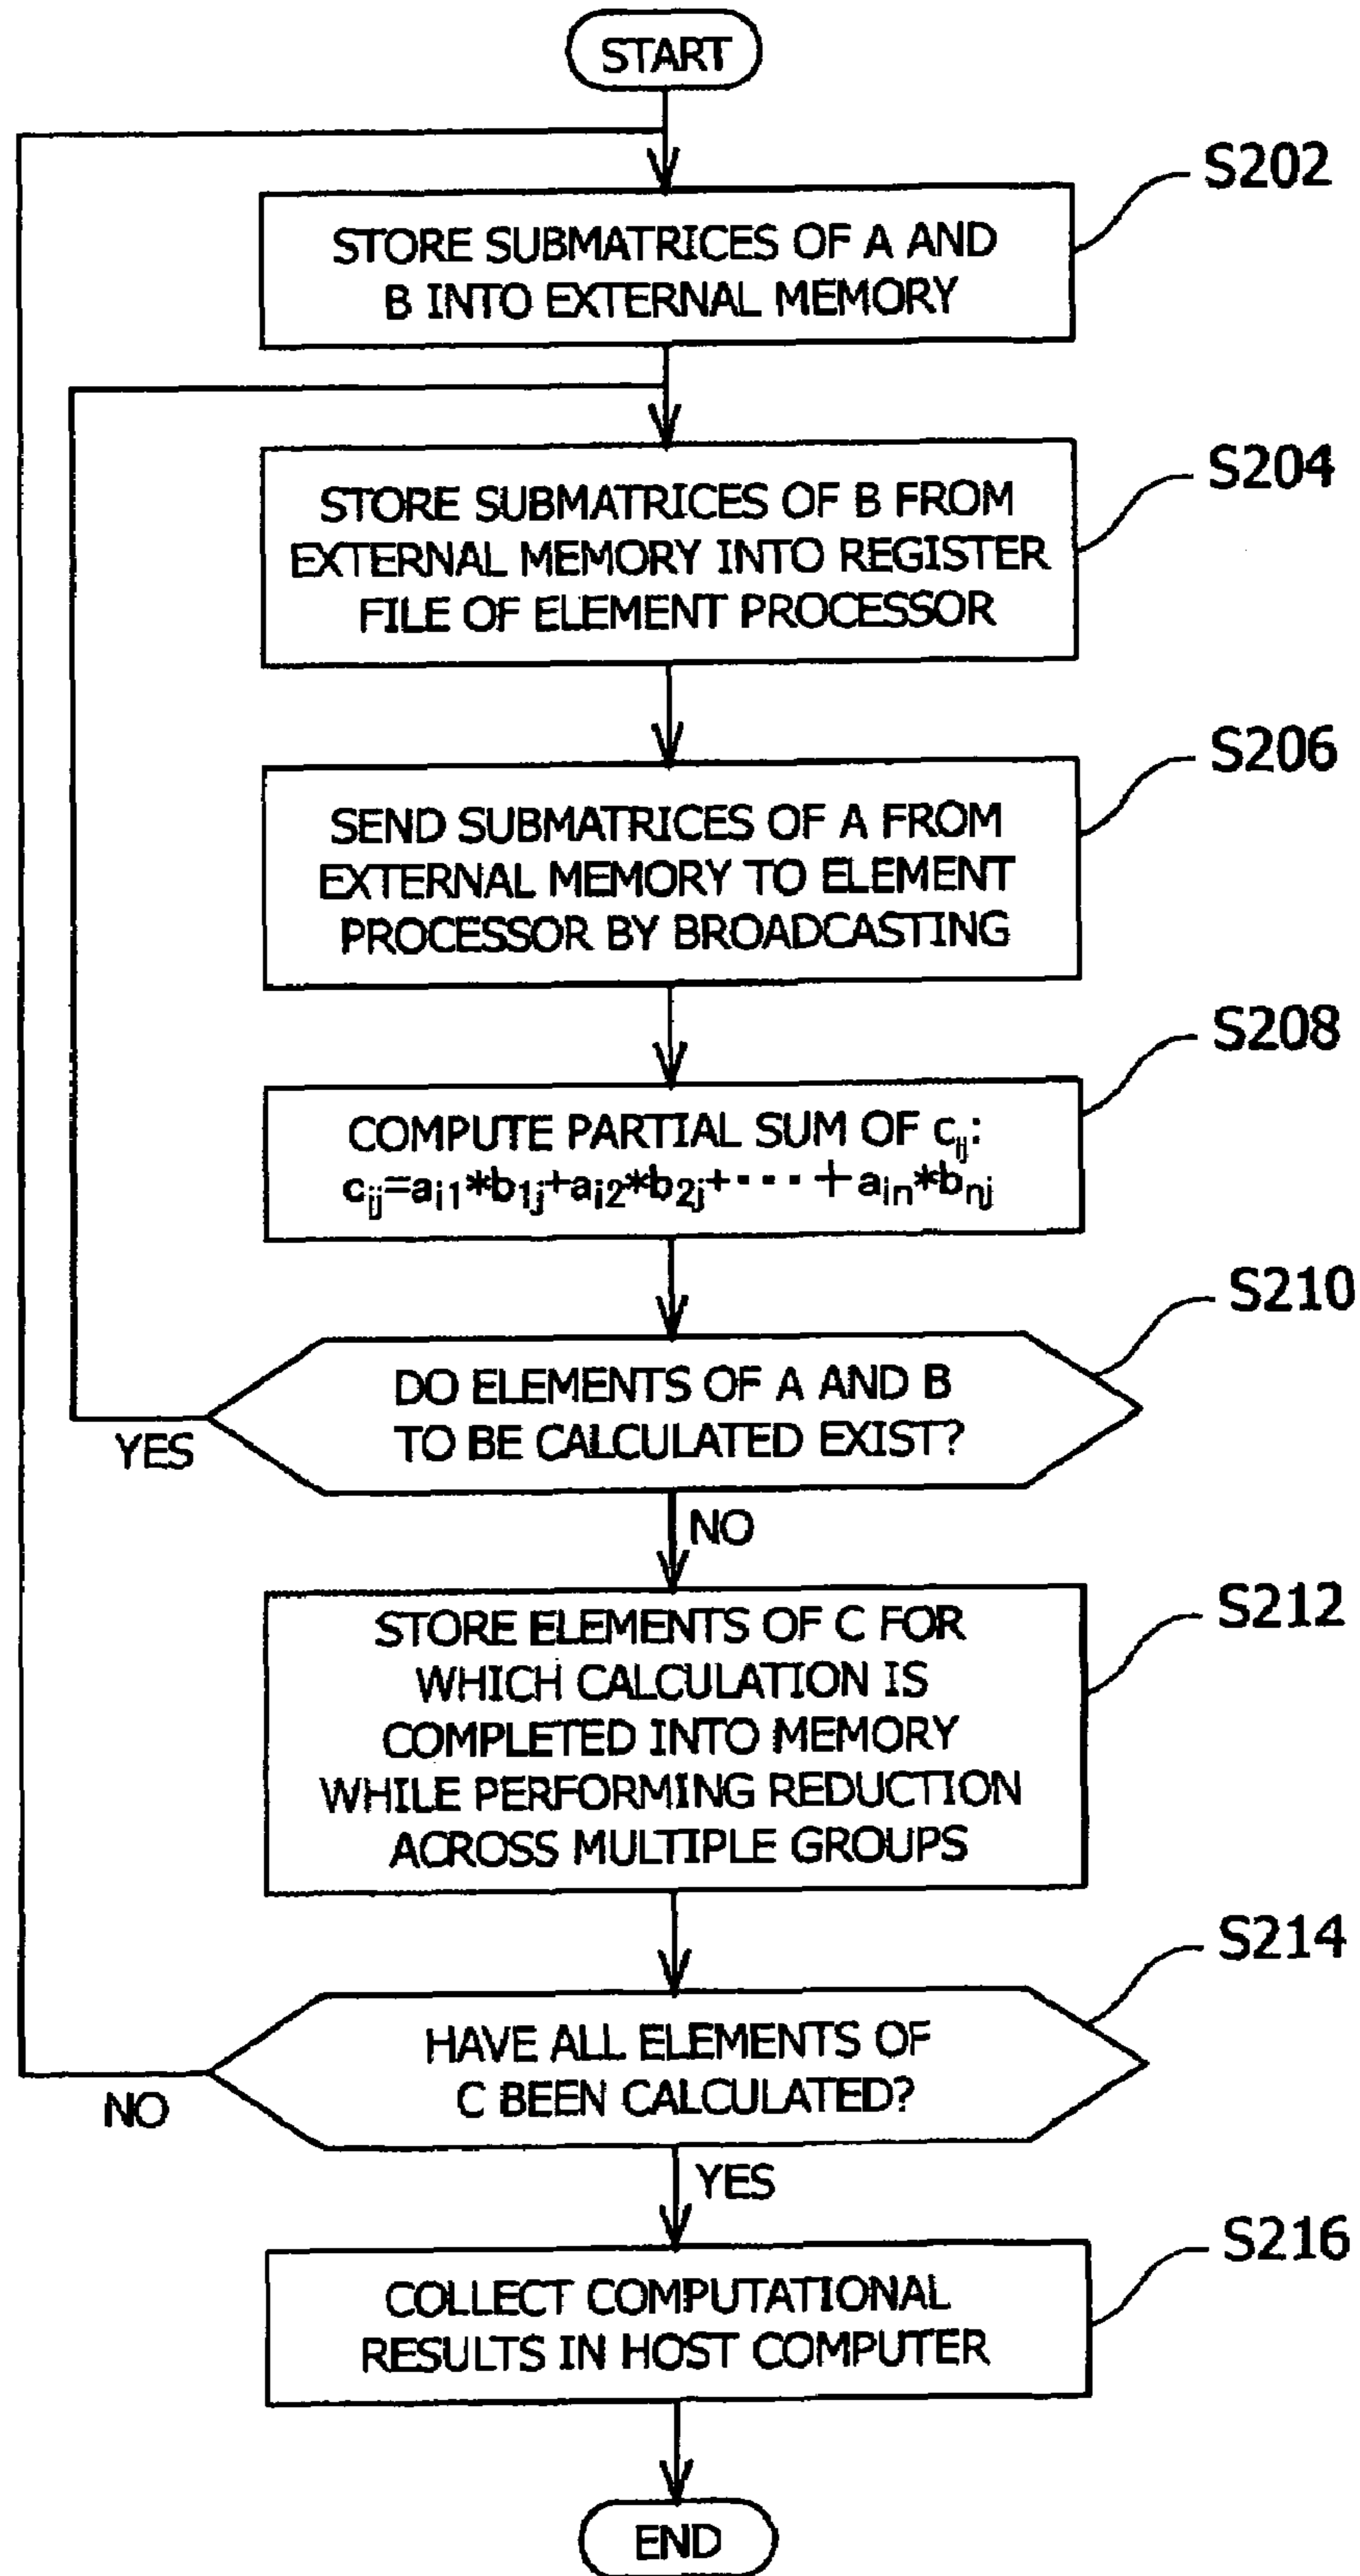 START
S202
STORE SUBMATRICES OF A AND
B INTO EXTERNAL MEMORY
S204
STORE SUBMATRICES OF B FROM
EXTERNAL MEMORY INTO REGISTER
FILE OF ELEMENT PROCESSOR
S206
SEND SUBMATRICES OF A FROM
EXTERNAL MEMORY TO ELEMENT
PROCESSOR BY BROADCASTING
S208
COMPUTE PARTIAL SUM OF cij:
cij=ai1*b1j+ai2*b2j+····+ain*bnj
S210
DO ELEMENTS OF A AND B
TO BE CALCULATED EXIST?
YES
NO
S212
STORE ELEMENTS OF C FOR
WHICH CALCULATION IS
COMPLETED INTO MEMORY
WHILE PERFORMING REDUCTION
ACROSS MULTIPLE GROUPS
S214
HAVE ALL ELEMENTS OF
C BEEN CALCULATED?
NO
YES
S216
COLLECT COMPUTATIONAL
RESULTS IN HOST COMPUTER
END